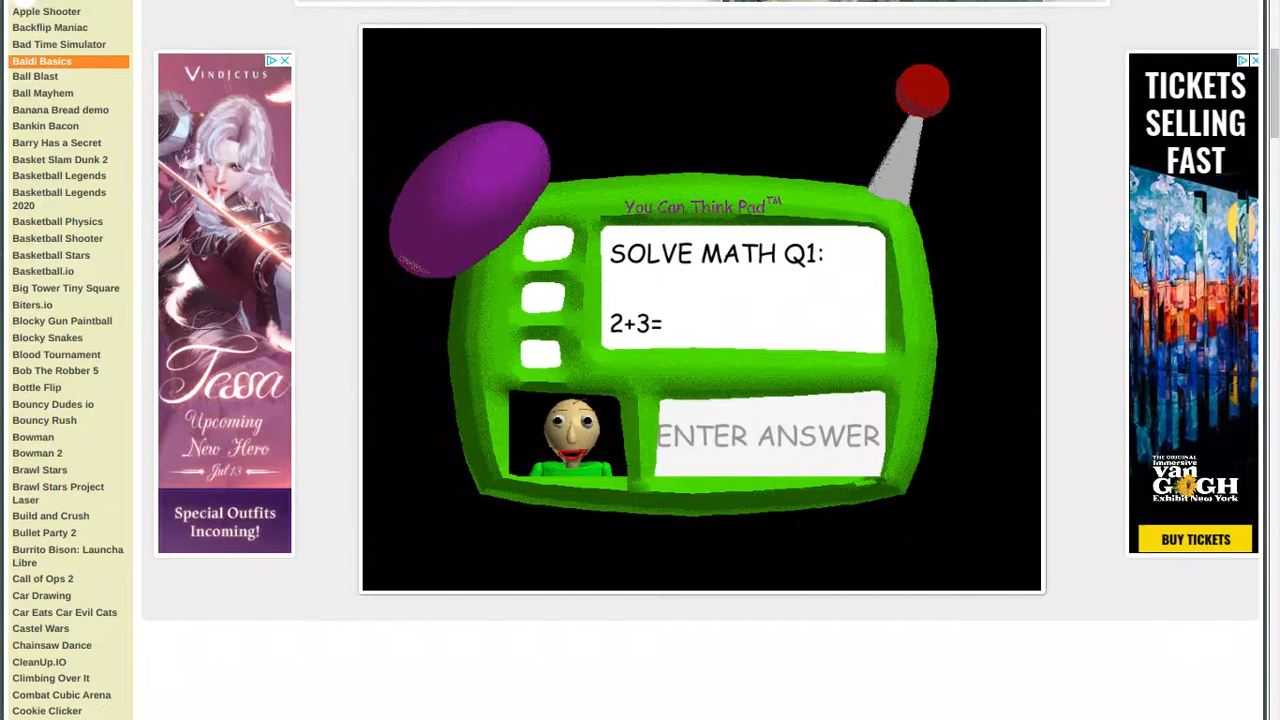 Apple Shooter
Backflip Maniac
Bad Time Simulator
Baldi Basics
Ball Blast
Ball Mayhem
Banana Bread demo
Bankin Bacon
Barry Has a Secret
Basket Slam Dunk 2
Basketball Legends
Basketball Legends
2020
Basketball Physics
Basketball Shooter
Basketball Stars
Basketball.io
Big Tower Tiny Square
Biters.io
Blocky Gun Paintball
Blocky Snakes
Blood Tournament
Bob The Robber 5
Bottle Flip
Bouncy Dudes io
Bouncy Rush
Bowman
Bowman 2
Brawl Stars
Brawl Stars Project
Laser
Build and Crush
Bullet Party 2
Burrito Bison: Launcha
Libre
Call of Ops 2
Car Drawing
Car Eats Car Evil Cats
Castel Wars
Chainsaw Dance
CleanUp.IO
Climbing Over It
Combat Cubic Arena
Cookie Clicker
VINDICTUS
Tessa
Upcoming
New Hero
Jul 13
Special Outfits
Incoming!
You Can Think Pad™
SOLVE MATH Q1:
2+3=
ENTER ANSWER
TICKETS
SELLING
FAST
THE ORIGINAL
Immersive
van
GOGH
Exhibit New York
BUY TICKETS